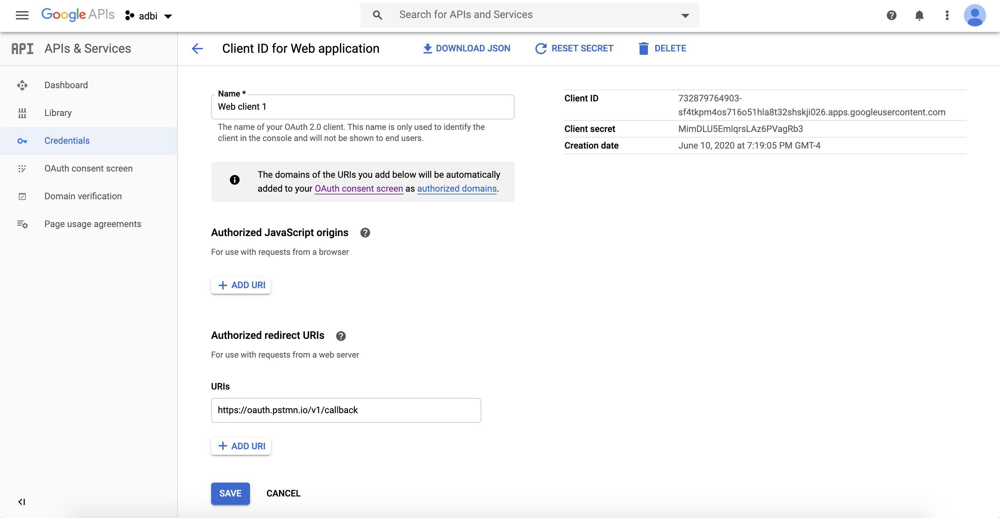 Google APIs adbi
Search for APIs and Services
API APIs & Services
Client ID for Web application
DOWNLOAD JSON
RESET SECRET
DELETE
Dashboard
Library
Credentials
OAuth consent screen
Domain verification
Page usage agreements
Name *
Web client 1
The name of your OAuth 2.0 client. This name is only used to identify the
client in the console and will not be shown to end users.
The domains of the URIs you add below will be automatically
added to your OAuth consent screen as authorized domains.
Authorized JavaScript origins
For use with requests from a browser
ADD URI
Authorized redirect URIs
For use with requests from a web server
URIs
https://oauth.pstmn.io/v1/callback
ADD URI
SAVE
CANCEL
Client ID
732879764903-
sf4tkpm4os716o51hla8t32shskji026.apps.googleusercontent.com
Client secret
MimDLU5EmlqrsLAz6PVagRb3
Creation date
June 10, 2020 at 7:19:05 PM GMT-4